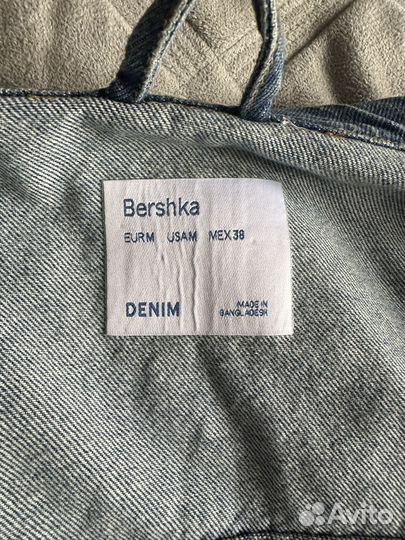 Bershka
EUR M USA M MEX 38
DENIM
MADE IN
BANGLADESH
Avito